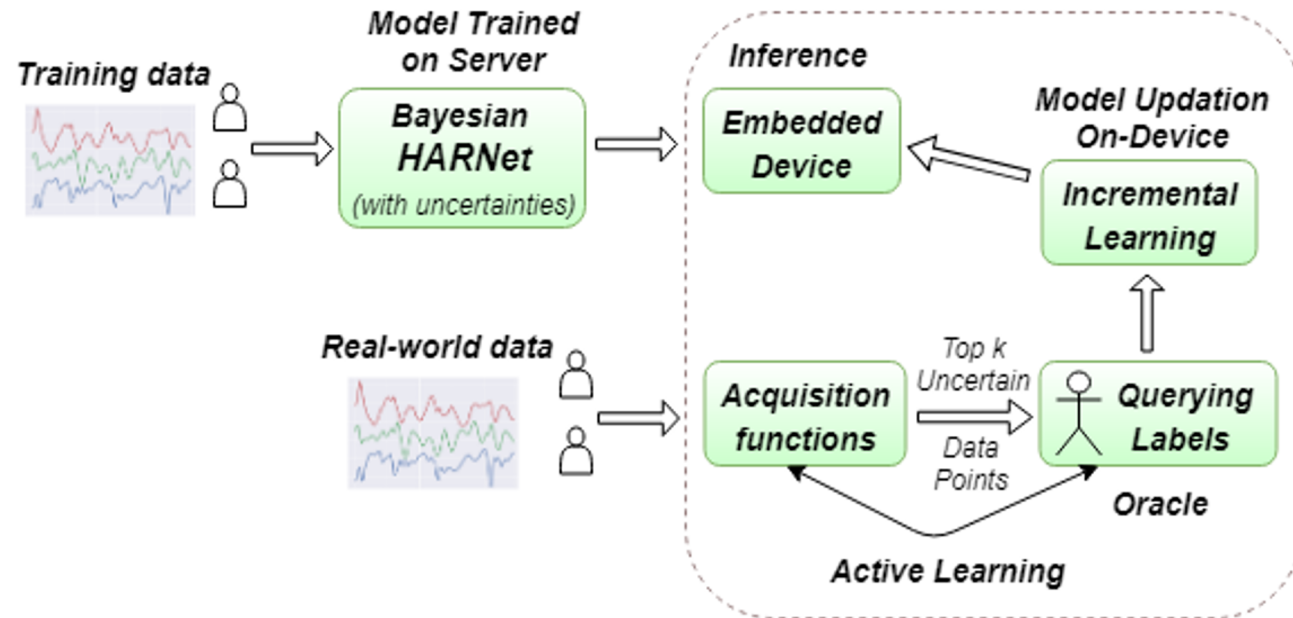 Training data
Model Trained
on Server
Bayesian
HARNet
(with uncertainties)
Inference
Embedded
Device
Model Updation
On-Device
Incremental
Learning
Real-world data
Acquisition
functions
Top k
Uncertain
Data
Points
Querying
Labels
Oracle
Active Learning